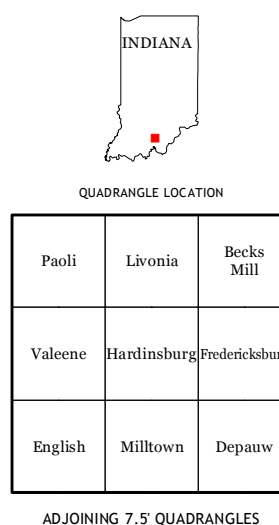 INDIANA
QUADRANGLE LOCATION
Paoli Livonia Becks
Mill
Valeene Hardinsburg Fredericksbur
English Milltown Depauw
ADJOINING 7.5' QUADRANGLES